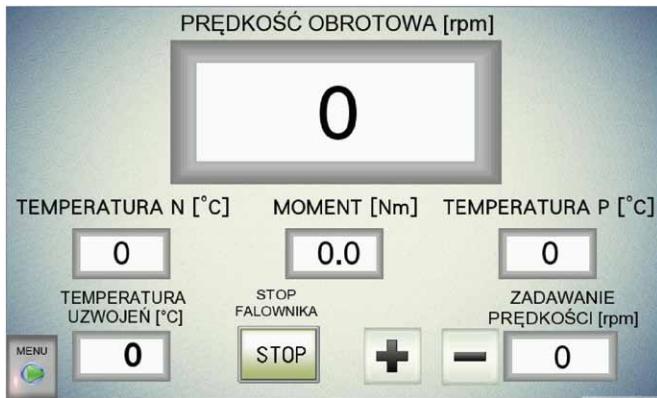 PRĘDKOŚĆ OBROTOWA [rpm]
0
TEMPERATURA N [°C]
MOMENT [Nm]
TEMPERATURA P [°C]
0
0.0
0
TEMPERATURA
UZWOJEŃ [°C]
STOP
FALOWNIKA
ZADAWANIE
PRĘDKOŚCI [rpm]
MENU
0
STOP
+
−
0